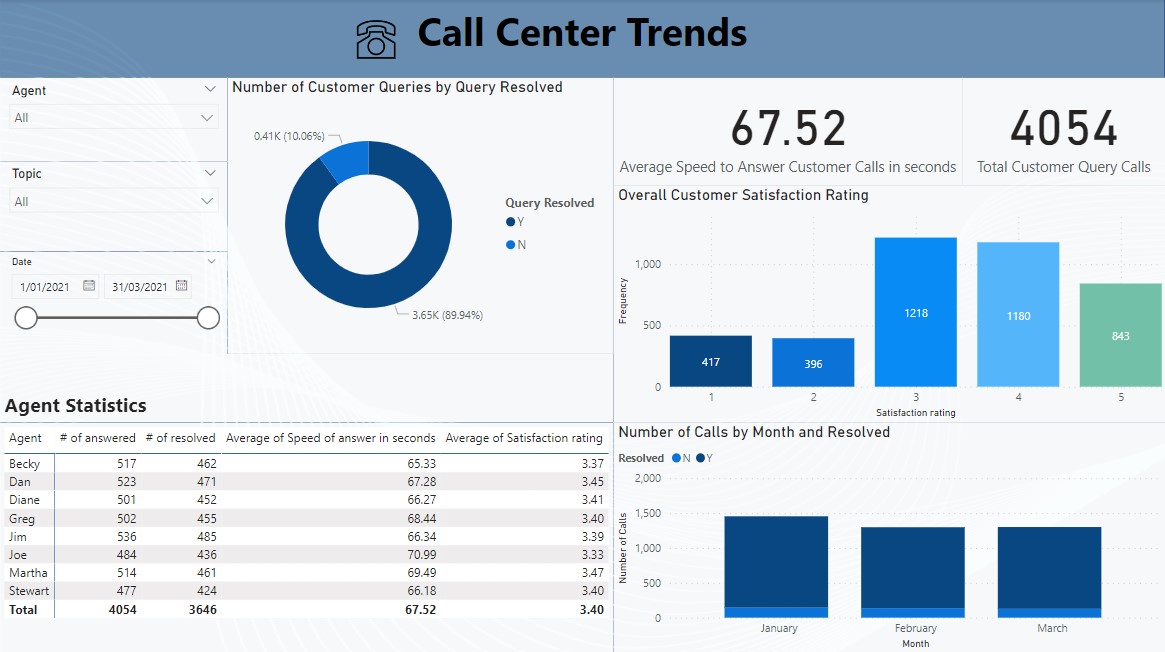 Call Center Trends
Agent
All
Topic
All
Date
1/01/2021 31/03/2021
Number of Customer Queries by Query Resolved
0.41K (10.06%)
3.65K (89.94%)
Query Resolved
Y
N
67.52
Average Speed to Answer Customer Calls in seconds
4054
Total Customer Query Calls
Overall Customer Satisfaction Rating
Frequency
1,000
500
0
417 396 1218 1180 843
1 2 3 4 5
Satisfaction rating
Agent Statistics
Agent # of answered # of resolved Average of Speed of answer in seconds Average of Satisfaction rating
Becky 517 462 65.33 3.37
Dan 523 471 67.28 3.45
Diane 501 452 66.27 3.41
Greg 502 455 68.44 3.40
Jim 536 485 66.34 3.39
Joe 484 436 70.99 3.33
Martha 514 461 69.49 3.47
Stewart 477 424 66.18 3.40
Total 4054 3646 67.52 3.40
Number of Calls by Month and Resolved
Resolved N Y
Number of Calls
2,000
1,500
1,000
500
0
January February March
Month